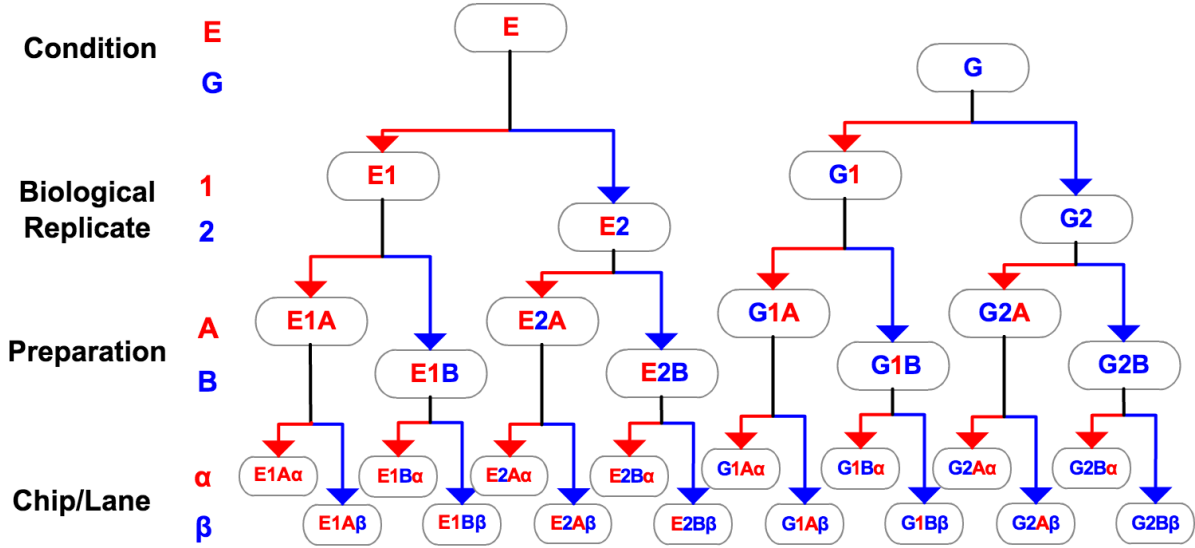 E
E
Condition
G
G
E1
G1
1
Biological
Replicate
2
E2
G2
E1A
E2A
G1A
G2A
A
Preparation
B
E1B
E2B
G1B
G2B
E1Aα
E1Bα
E2Aα
E2Bα
G1Aα
G1Bα
G2Aα
G2Bα
α
Chip/Lane
β
E1Aβ
E1Bβ
E2Aβ
E2Bβ
G1Aβ
G1Bβ
G2Aβ
G2Bβ